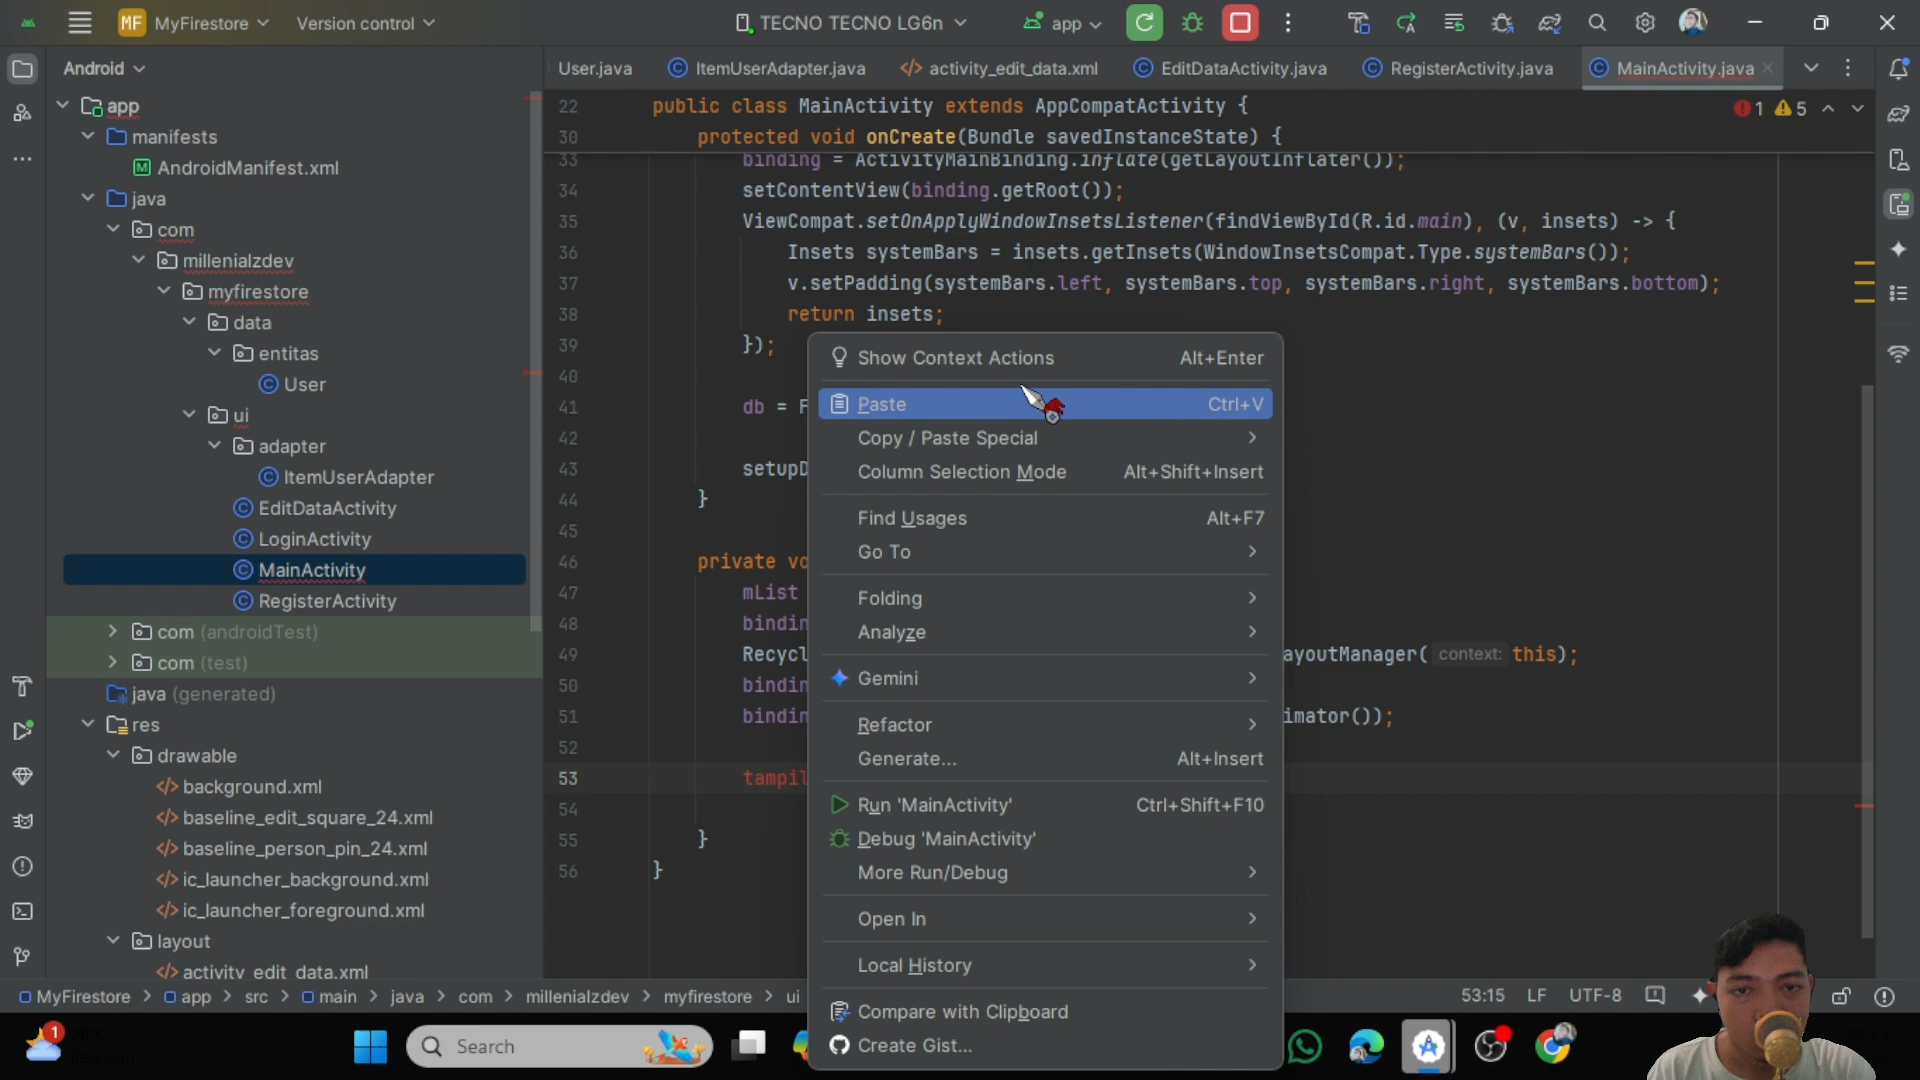 MF MyFirestore
Version control
TECNO TECNO LG6n
app
Android
User.java
ItemUserAdapter.java
activity_edit_data.xml
EditDataActivity.java
RegisterActivity.java
MainActivity.java
app
manifests
AndroidManifest.xml
java
com
millenialzdev
myfirestore
data
entitas
User
ui
adapter
ItemUserAdapter
EditDataActivity
LoginActivity
MainActivity
RegisterActivity
com (androidTest)
com (test)
java (generated)
res
drawable
background.xml
baseline_edit_square_24.xml
baseline_person_pin_24.xml
ic_launcher_background.xml
ic_launcher_foreground.xml
layout
activity_edit_data.xml
1 5
22 public class MainActivity extends AppCompatActivity {
30 protected void onCreate(Bundle savedInstanceState) {
33 binding = ActivityMainBinding.inflate(getLayoutInflater());
34 setContentView(binding.getRoot());
35 ViewCompat.setOnApplyWindowInsetsListener(findViewById(R.id.main), (v, insets) -> {
36 Insets systemBars = insets.getInsets(WindowInsetsCompat.Type.systemBars());
37 v.setPadding(systemBars.left, systemBars.top, systemBars.right, systemBars.bottom);
38 return insets;
39 });
40
41 db = F
42
43 setupD
44 }
45
46 private vo
47 mList
48 bindin
49 Recycl ayoutManager( context: this);
50 bindin
51 bindin imator());
52
53 tampil
54
55 }
56 }
Show Context Actions Alt+Enter
Paste Ctrl+V
Copy / Paste Special
Column Selection Mode Alt+Shift+Insert
Find Usages Alt+F7
Go To
Folding
Analyze
Gemini
Refactor
Generate... Alt+Insert
Run 'MainActivity' Ctrl+Shift+F10
Debug 'MainActivity'
More Run/Debug
Open In
Local History
Compare with Clipboard
Create Gist...
MyFirestore > app > src > main > java > com > millenialzdev > myfirestore > ui
53:15 LF UTF-8
1
Search